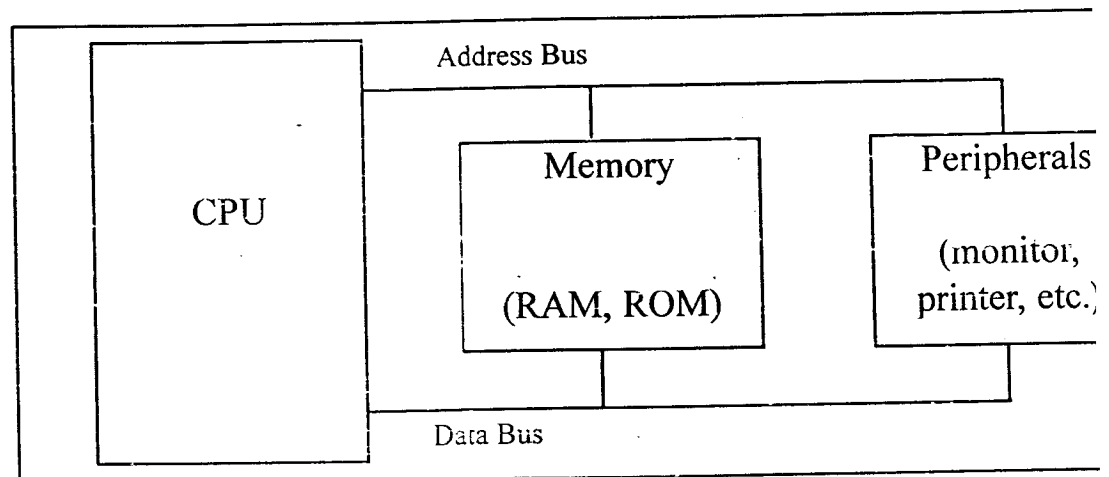 Address Bus
CPU
Memory
(RAM, ROM)
Peripherals
(monitor,
printer, etc.)
Data Bus